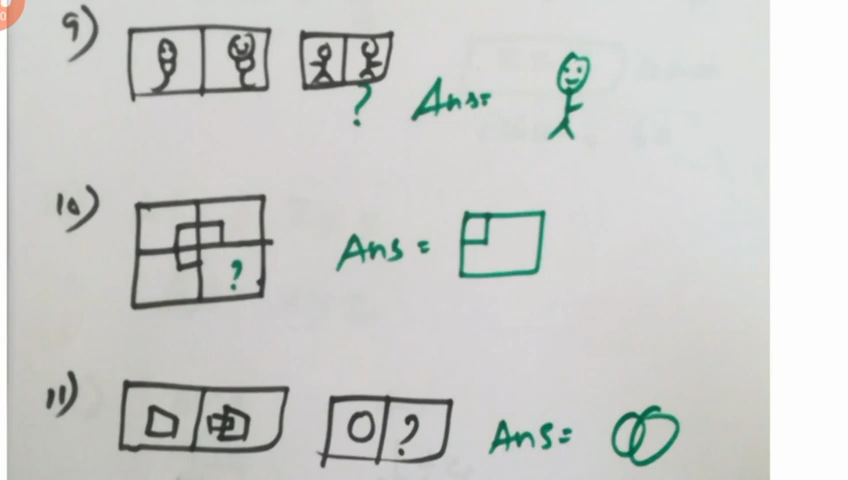 9) ? Ans=
10) ? Ans =
11) ? Ans=